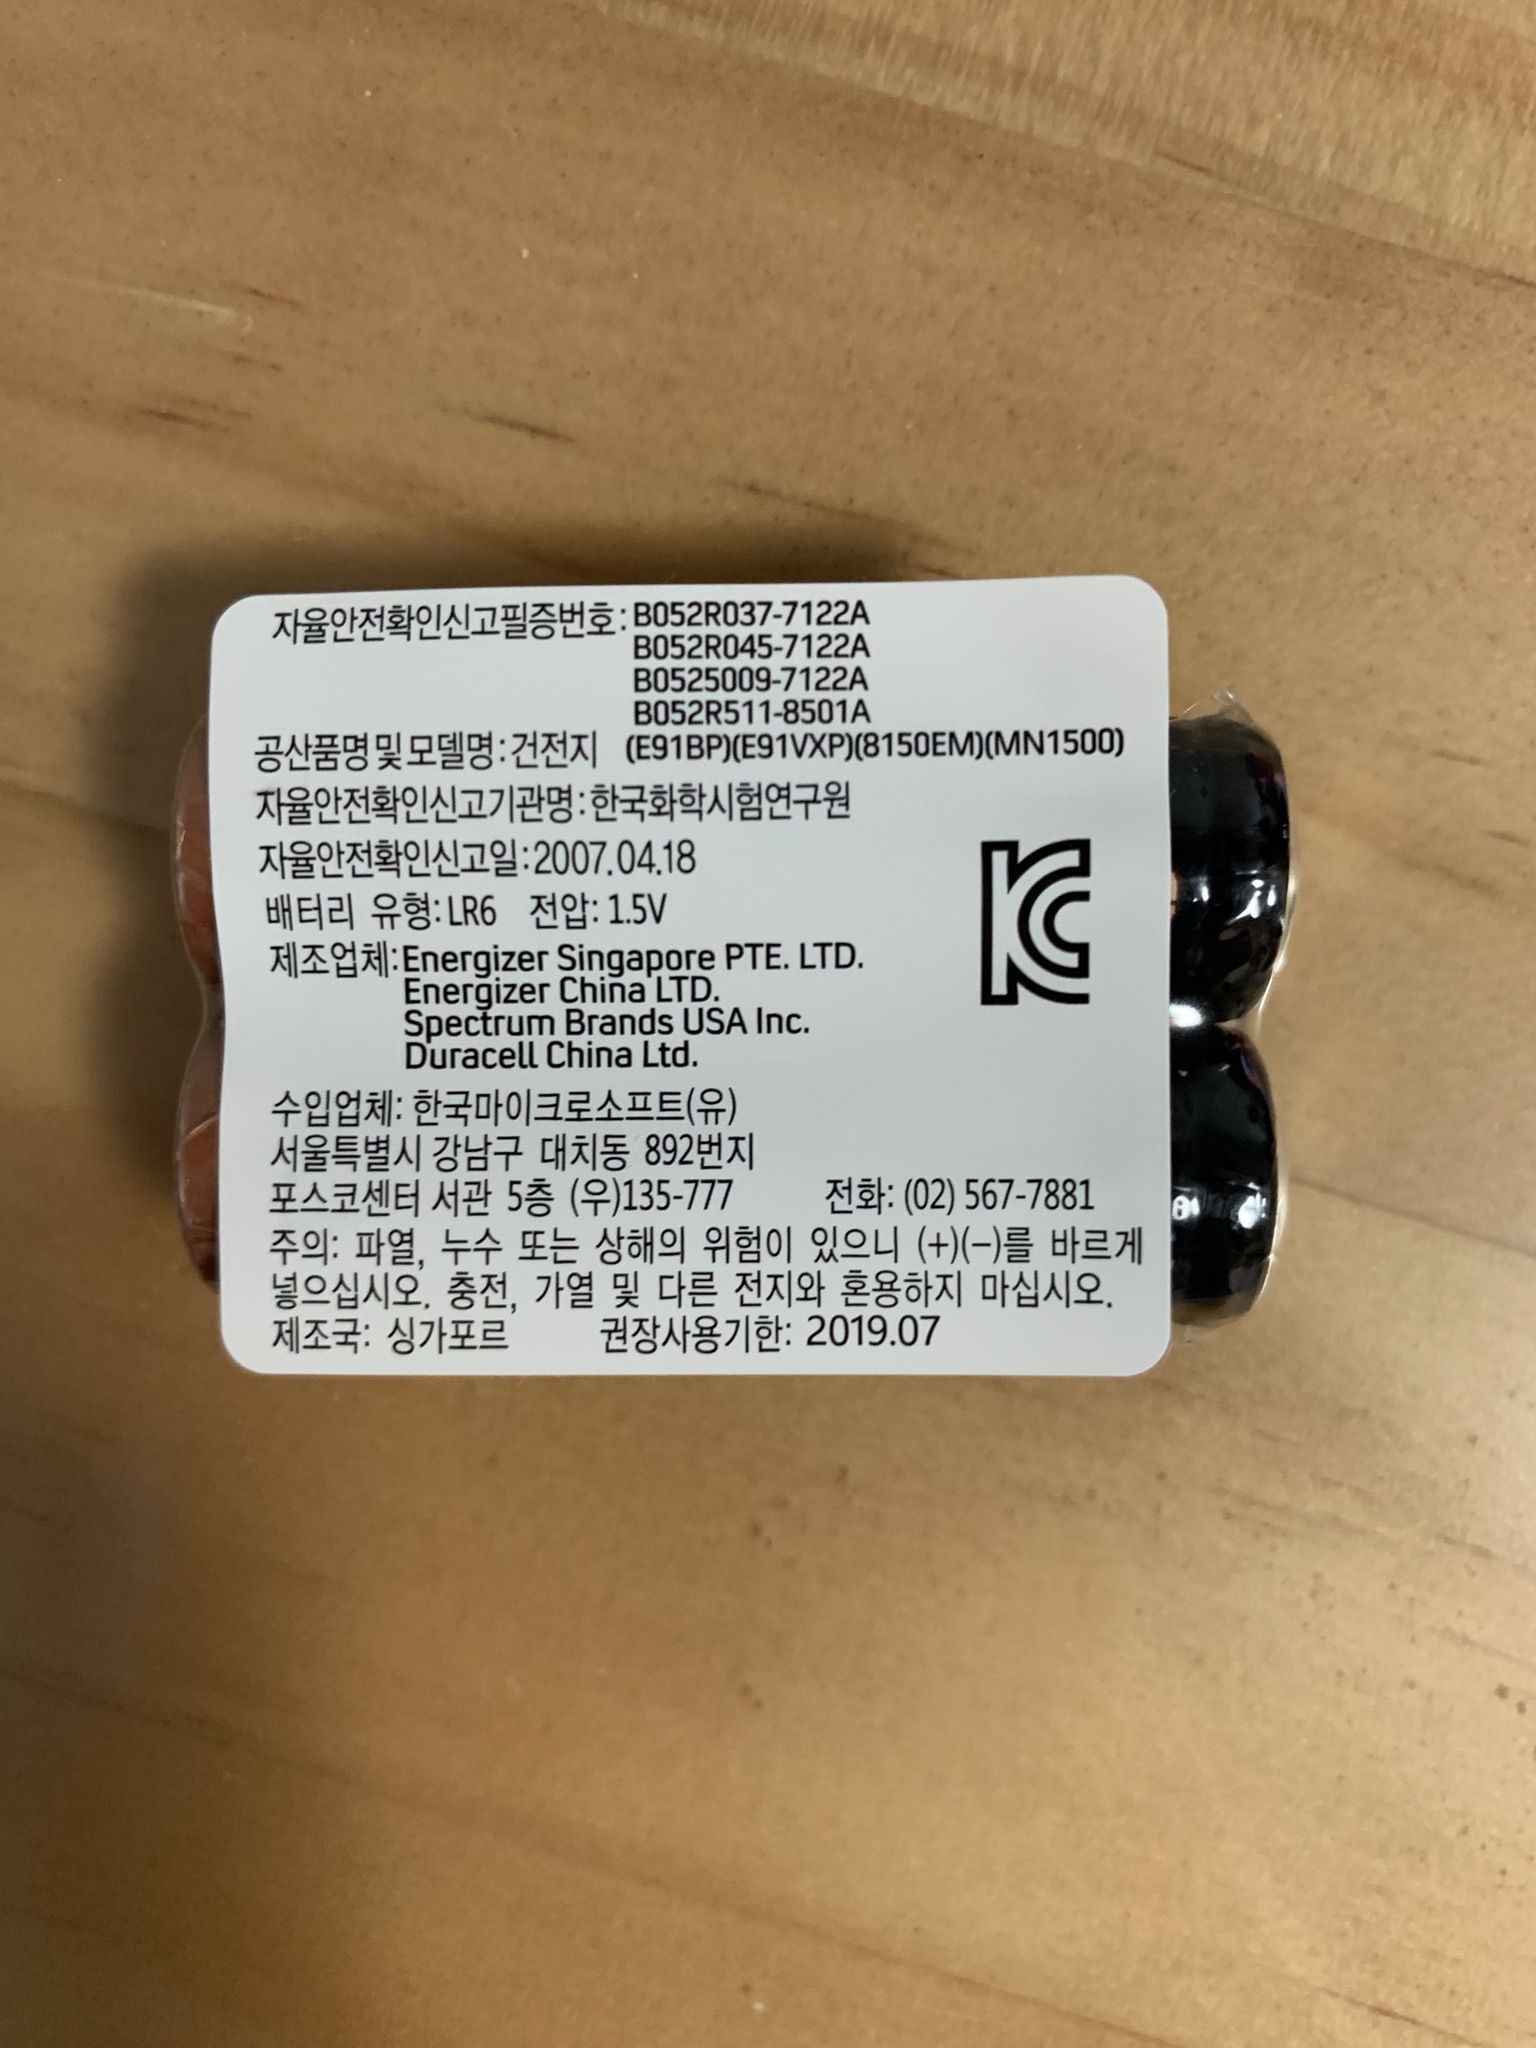 자율안전확인신고필증번호: B052R037-7122A
B052R045-7122A
B0525009-7122A
B052R511-8501A
공산품명 및 모델명: 건전지 (E91BP)(E91VXP)(8150EM)(MN1500)
자율안전확인신고기관명: 한국화학시험연구원
자율안전확인신고일: 2007.04.18
배터리 유형: LR6 전압: 1.5V
제조업체: Energizer Singapore PTE. LTD.
Energizer China LTD.
Spectrum Brands USA Inc.
Duracell China Ltd.
수입업체: 한국마이크로소프트(유)
서울특별시 강남구 대치동 892번지
포스코센터 서관 5층 (우)135-777 전화: (02) 567-7881
주의: 파열, 누수 또는 상해의 위험이 있으니 (+)(−)를 바르게
넣으십시오. 충전, 가열 및 다른 전지와 혼용하지 마십시오.
제조국: 싱가포르 권장사용기한: 2019.07
KC